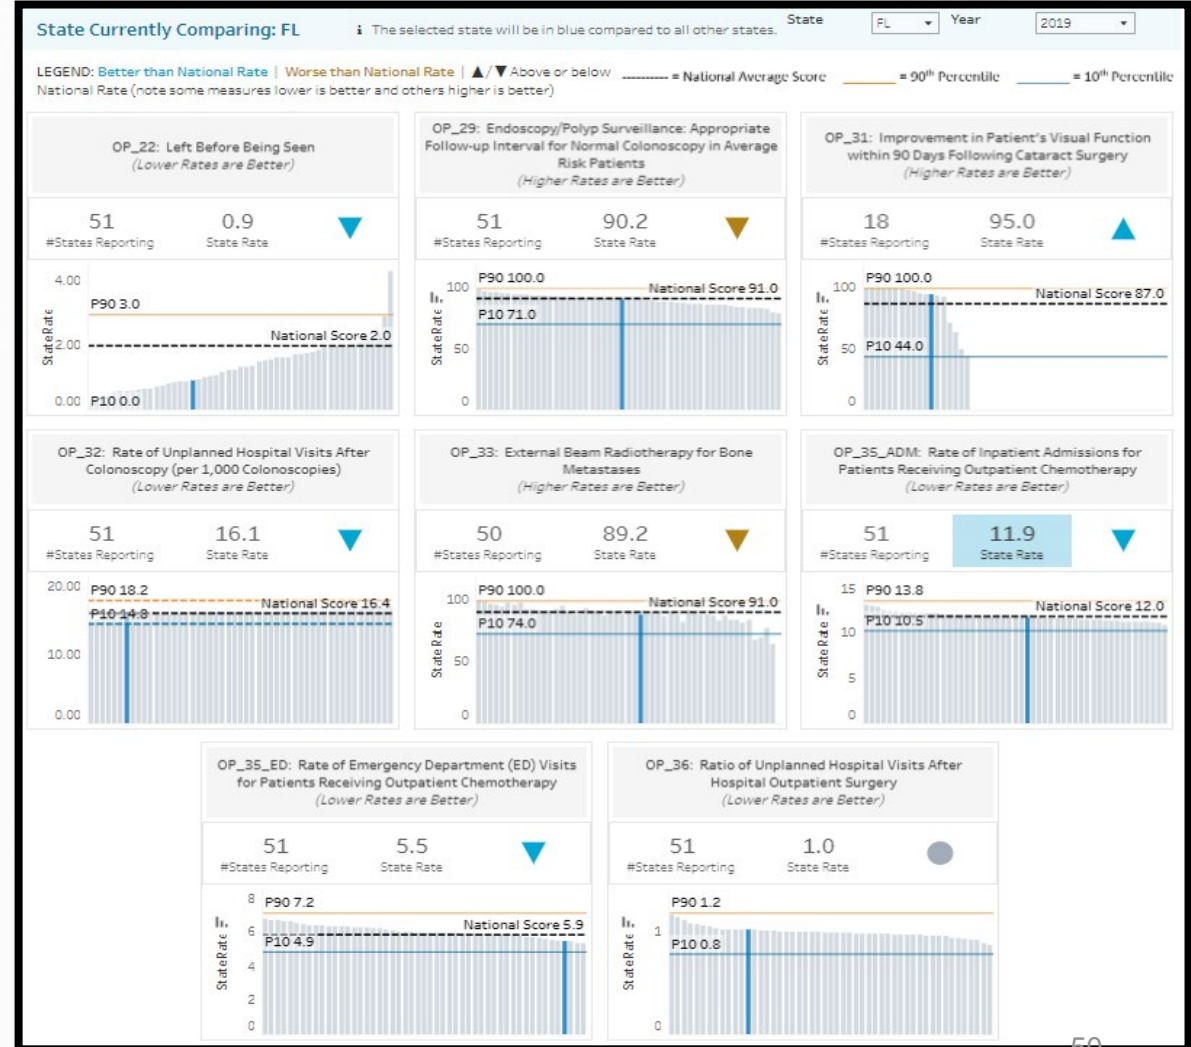 State Currently Comparing: FL
i The selected state will be in blue compared to all other states.
State FL Year 2019
LEGEND: Better than National Rate | Worse than National Rate | ▲/▼ Above or below
National Rate (note some measures lower is better and others higher is better)
---------- = National Average Score
= 90th Percentile
= 10th Percentile
OP_22: Left Before Being Seen
(Lower Rates are Better)
51 0.9 ▼
#States Reporting State Rate
4.00
P90 3.0
National Score 2.0
2.00
State Rate
0.00 P10 0.0
OP_29: Endoscopy/Polyp Surveillance: Appropriate
Follow-up Interval for Normal Colonoscopy in Average
Risk Patients
(Higher Rates are Better)
51 90.2 ▼
#States Reporting State Rate
P90 100.0
100
National Score 91.0
P10 71.0
State Rate
50
0
OP_31: Improvement in Patient's Visual Function
within 90 Days Following Cataract Surgery
(Higher Rates are Better)
18 95.0 ▲
#States Reporting State Rate
P90 100.0
100
National Score 87.0
State Rate
50 P10 44.0
0
OP_32: Rate of Unplanned Hospital Visits After
Colonoscopy (per 1,000 Colonoscopies)
(Lower Rates are Better)
51 16.1 ▼
#States Reporting State Rate
20.00 P90 18.2
National Score 16.4
P10 14.8
10.00
0.00
OP_33: External Beam Radiotherapy for Bone
Metastases
(Higher Rates are Better)
50 89.2 ▼
#States Reporting State Rate
P90 100.0
100
National Score 91.0
P10 74.0
State Rate
50
0
OP_35_ADM: Rate of Inpatient Admissions for
Patients Receiving Outpatient Chemotherapy
(Lower Rates are Better)
51 11.9 ▼
#States Reporting State Rate
15 P90 13.8
National Score 12.0
10 P10 10.5
State Rate
5
0
OP_35_ED: Rate of Emergency Department (ED) Visits
for Patients Receiving Outpatient Chemotherapy
(Lower Rates are Better)
51 5.5 ▼
#States Reporting State Rate
8 P90 7.2
National Score 5.9
6
P10 4.9
State Rate
4
2
0
OP_36: Ratio of Unplanned Hospital Visits After
Hospital Outpatient Surgery
(Lower Rates are Better)
51 1.0
#States Reporting State Rate
P90 1.2
1
P10 0.8
State Rate
0